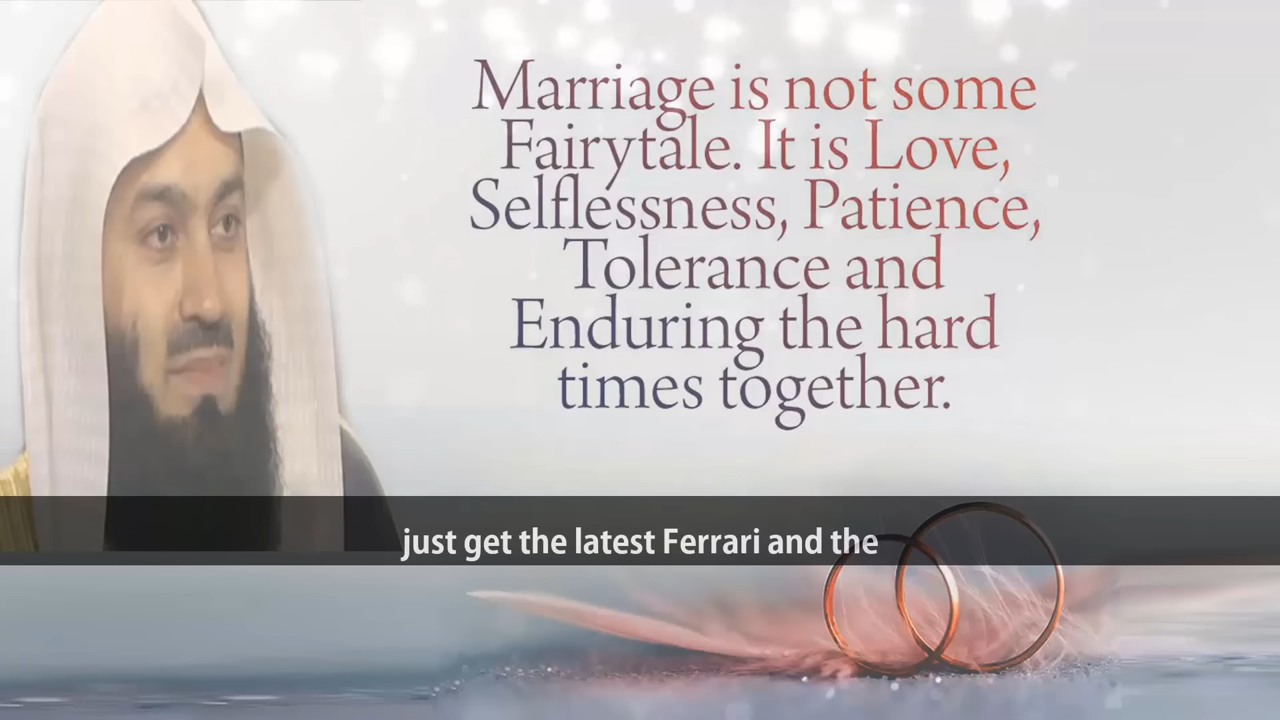 Marriage is not some
Fairytale. It is Love,
Selflessness, Patience,
Tolerance and
Enduring the hard
times together.
just get the latest Ferrari and the